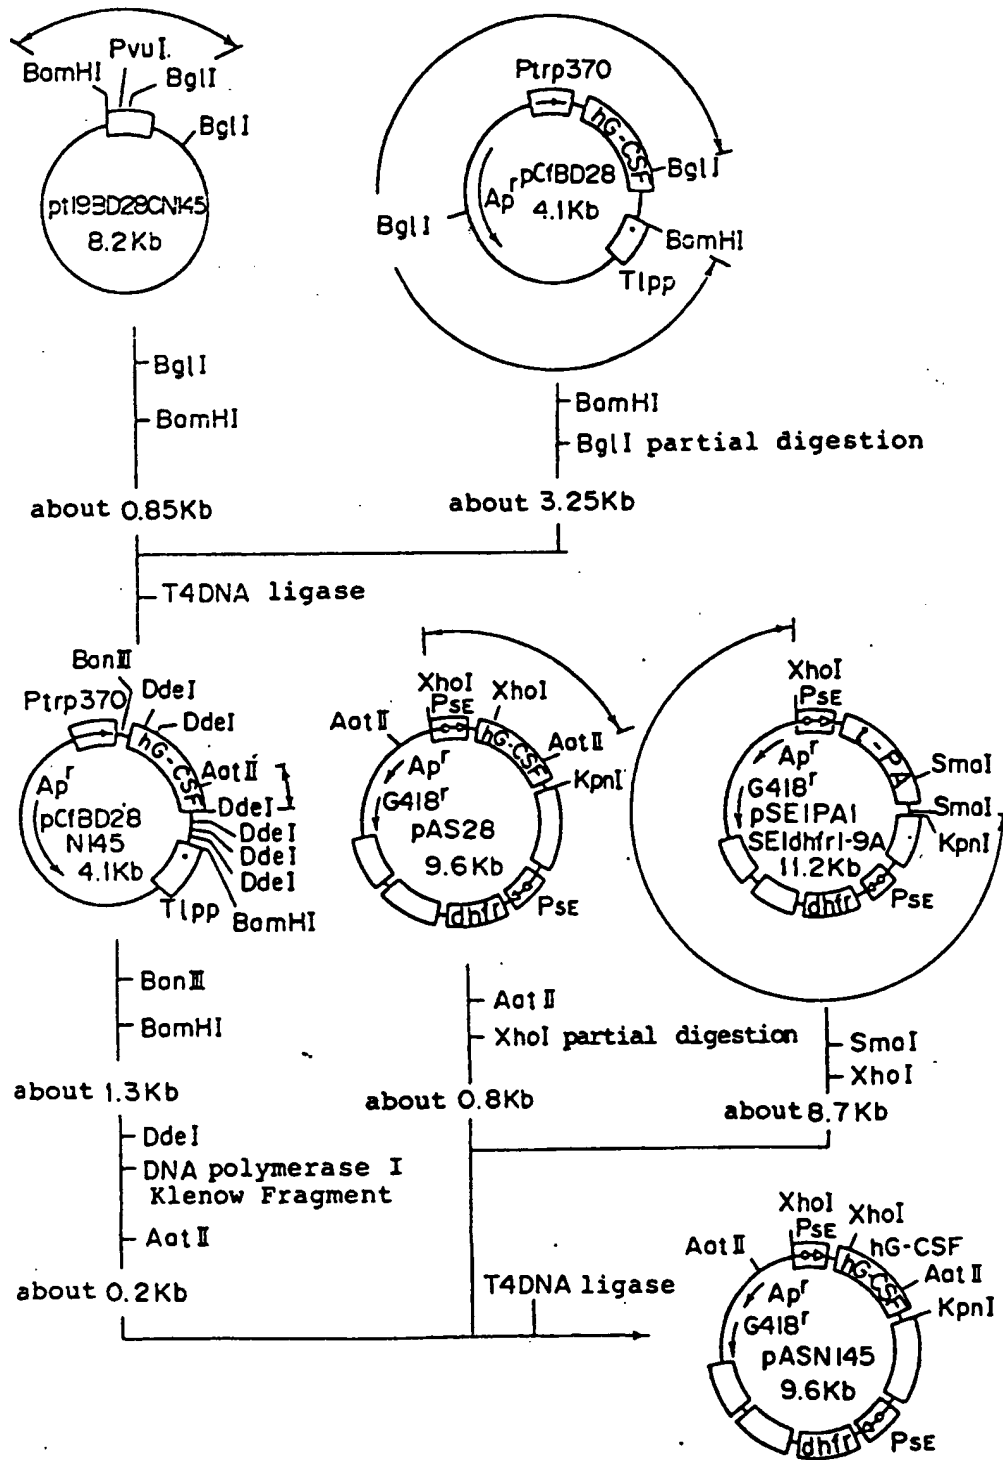 PvuI.
BamHI
BglI
BglI
pt19BD28CN145
8.2Kb
Ptrp370
hG-CSF
BglI
Apr
pCfBD28
4.1Kb
BglI
BamHI
Tlpp
BglI
BamHI
about 0.85Kb
BamHI
BglI partial digestion
about 3.25Kb
T4DNA ligase
BanIII
Ptrp370
DdeI
DdeI
hG-CSF
AatII
DdeI
DdeI
DdeI
DdeI
Apr
pCfBD28
N145
4.1Kb
Tlpp
BamHI
XhoI
PSE
XhoI
AatII
hG-CSF
AatII
KpnI
Apr
G418r
pAS28
9.6Kb
dhfr
PSE
XhoI
PSE
t-PA
SmaI
SmaI
KpnI
Apr
G418r
pSE1PA1
SE1dhfr1-9A
11.2Kb
dhfr
PSE
BanIII
BamHI
about 1.3Kb
DdeI
DNA polymerase I
Klenow Fragment
AatII
about 0.2Kb
AatII
XhoI partial digestion
about 0.8Kb
SmaI
XhoI
about 8.7Kb
T4DNA ligase
XhoI
PSE
XhoI
hG-CSF
AatII
hG-CSF
AatII
KpnI
Apr
G418r
pASN145
9.6Kb
dhfr
PSE